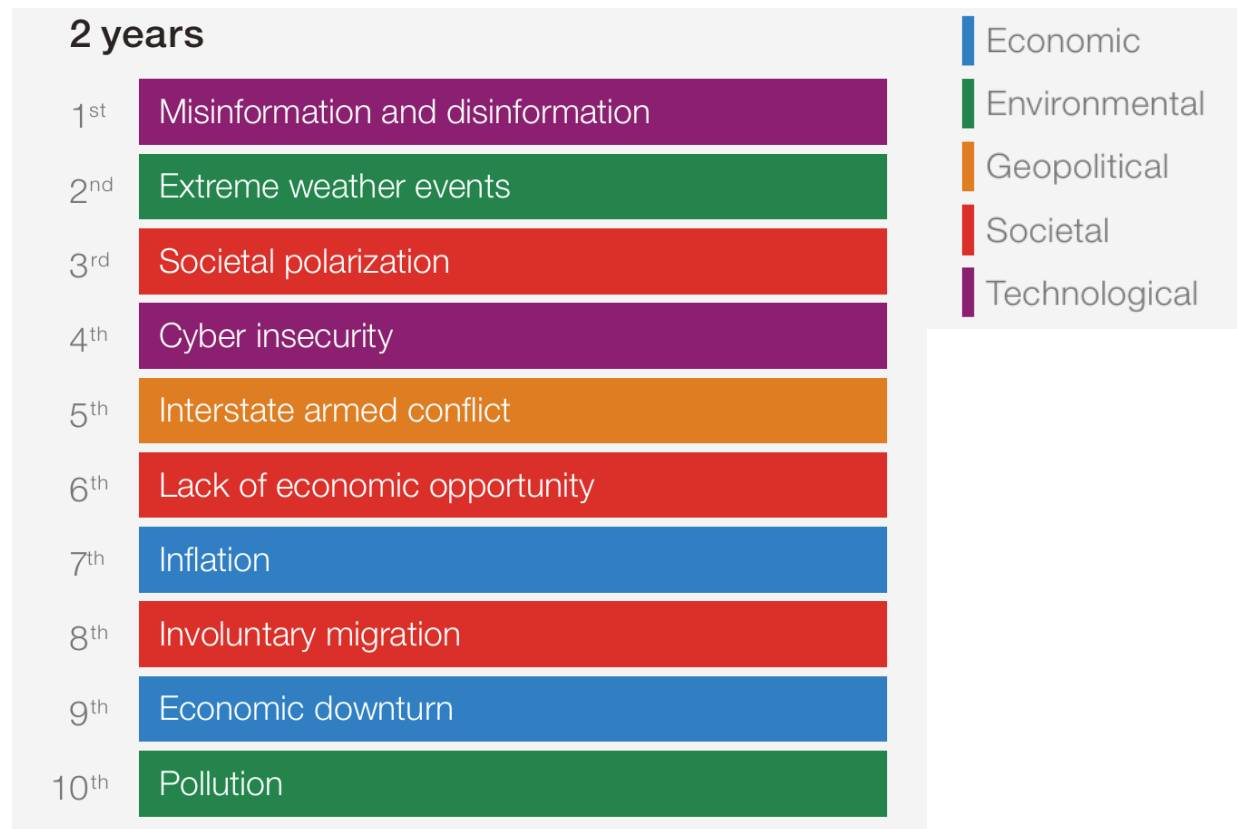 2 years
1st Misinformation and disinformation
2nd Extreme weather events
3rd Societal polarization
4th Cyber insecurity
5th Interstate armed conflict
6th Lack of economic opportunity
7th Inflation
8th Involuntary migration
9th Economic downturn
10th Pollution
Economic
Environmental
Geopolitical
Societal
Technological